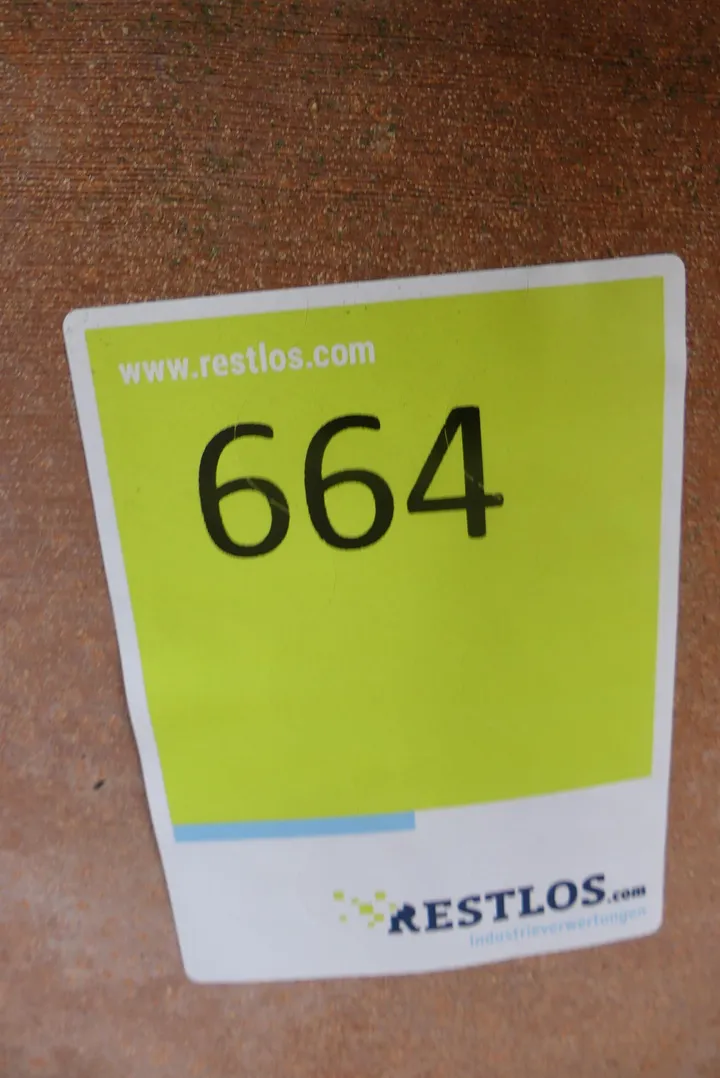 www.restlos.com
664
RESTLOS.com
Industrieverwertungen